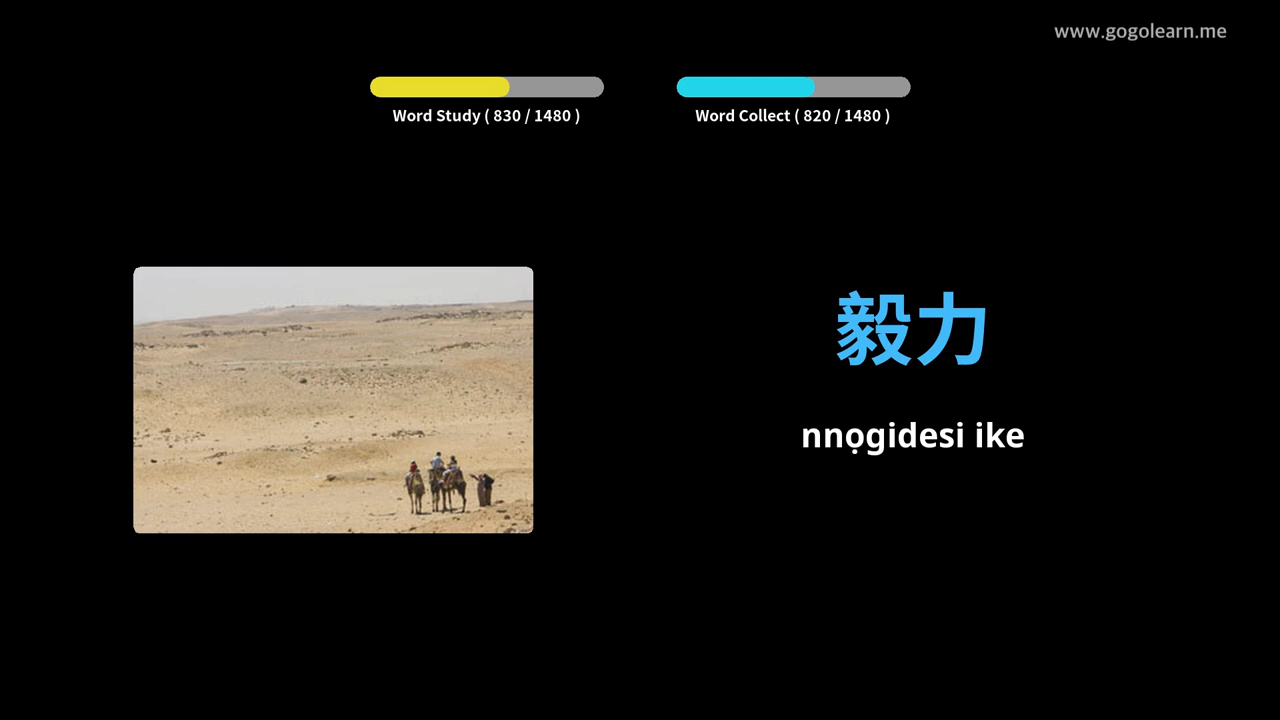 www.gogolearn.me
Word Study ( 830 / 1480 )
Word Collect ( 820 / 1480 )
毅力
nnọgidesi ike